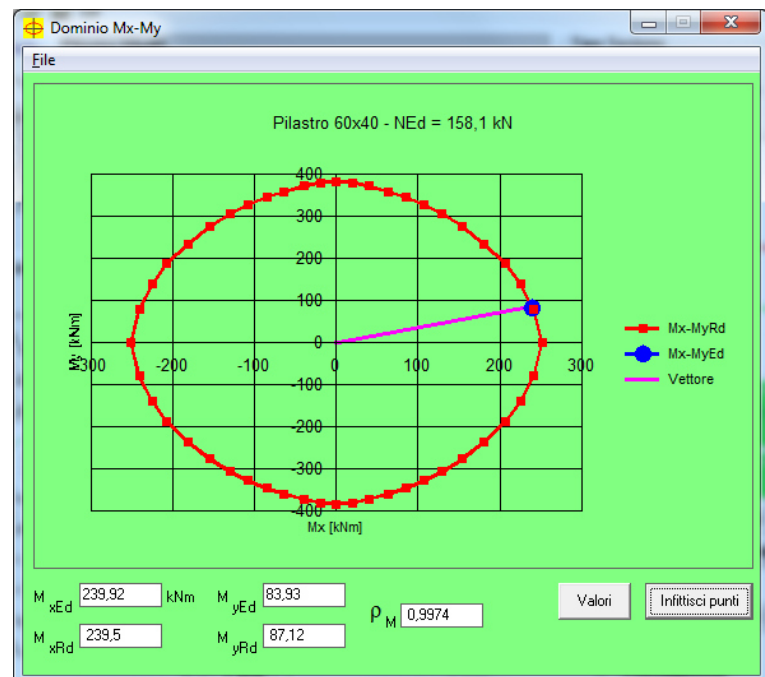 Dominio Mx-My
File
Pilastro 60x40 - NEd = 158,1 kN
400
300
200
100
0
-300 -200 -100 0 100 200 300
-100
-200
-300
-400
My [kNm]
Mx [kNm]
Mx-MyRd
Mx-MyEd
Vettore
M xEd 239,92 kNm M yEd 83,93
M xRd 239,5 M yRd 87,12
ρ M 0,9974
Valori
Infittisci punti